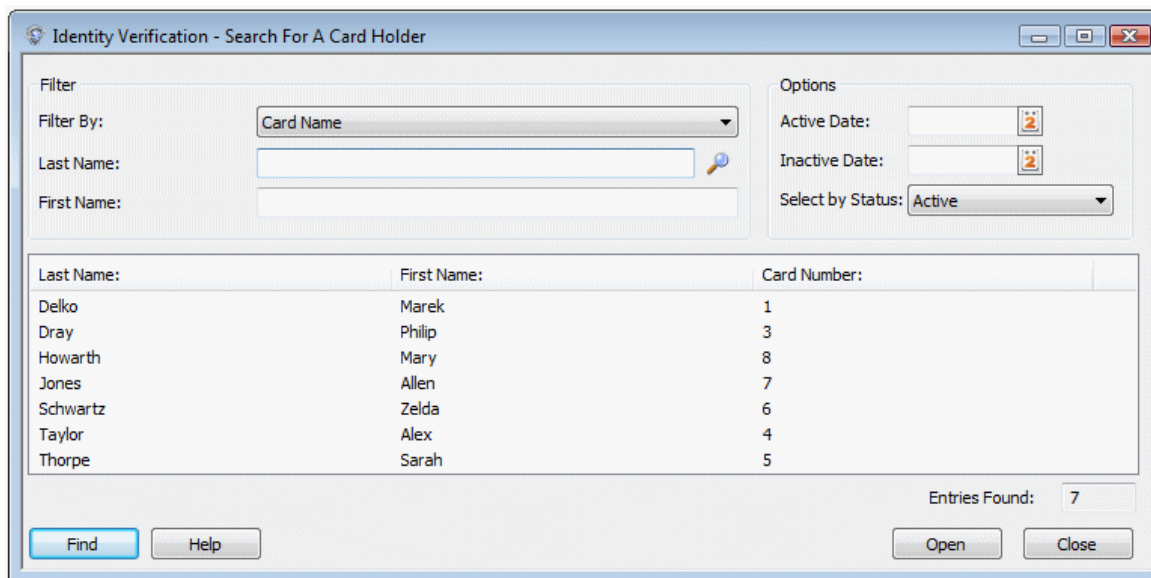 Identity Verification - Search For A Card Holder
Filter
Options
Filter By: Card Name
Active Date: 2
Last Name:
Inactive Date: 2
First Name:
Select by Status: Active
Last Name: First Name: Card Number:
Delko Marek 1
Dray Philip 3
Howarth Mary 8
Jones Allen 7
Schwartz Zelda 6
Taylor Alex 4
Thorpe Sarah 5
Entries Found: 7
Find Help Open Close